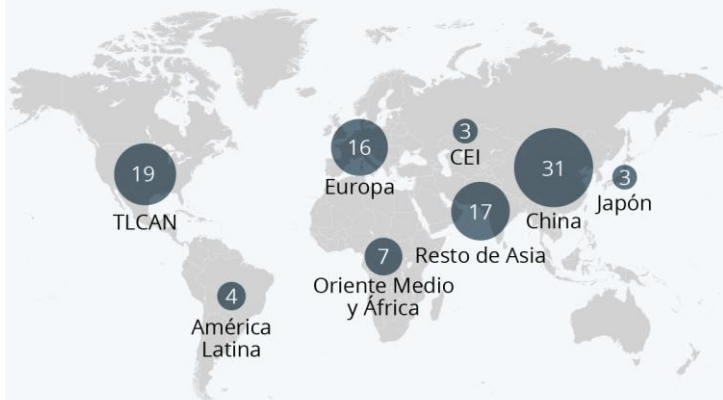 19
TLCAN
4
América
Latina
16
Europa
7
Oriente Medio
y África
3
CEI
17
Resto de Asia
31
China
3
Japón